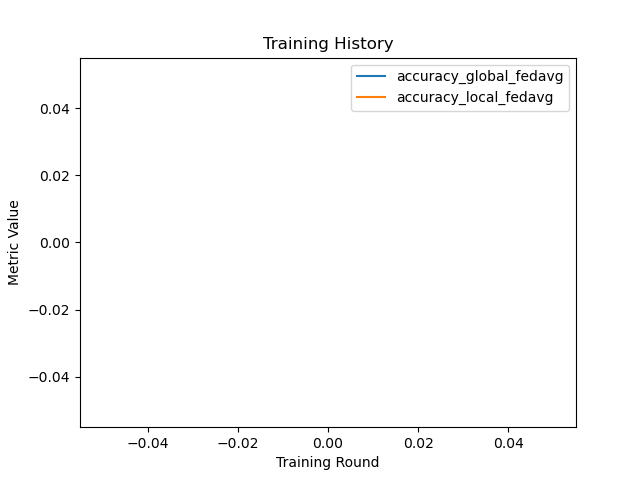 Training History
accuracy_global_fedavg
accuracy_local_fedavg
0.04
0.02
0.00
−0.02
−0.04
Metric Value
−0.04 −0.02 0.00 0.02 0.04
Training Round